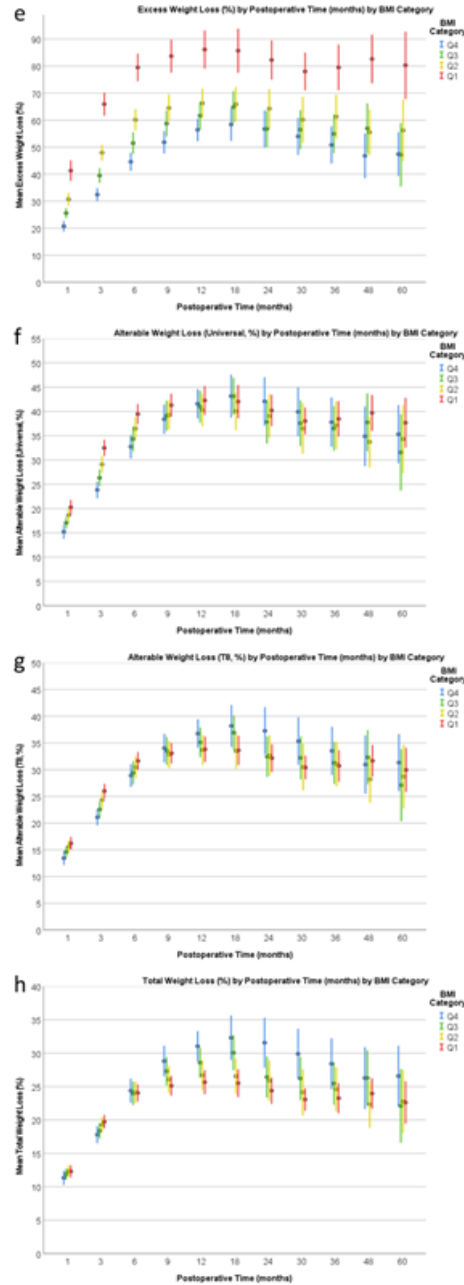 e
Excess Weight Loss (%) by Postoperative Time (months) by BMI Category
BMI
Category
Q4
Q3
Q2
Q1
Mean Excess Weight Loss (%)
90
80
70
60
50
40
30
20
10
0
1 3 6 9 12 18 24 30 36 48 60
Postoperative Time (months)
f
Alterable Weight Loss (Universal, %) by Postoperative Time (months) by BMI Category
BMI
Category
Q4
Q3
Q2
Q1
Mean Alterable Weight Loss (Universal, %)
55
50
45
40
35
30
25
20
15
10
5
0
1 3 6 9 12 18 24 30 36 48 60
Postoperative Time (months)
g
Alterable Weight Loss (T8, %) by Postoperative Time (months) by BMI Category
BMI
Category
Q4
Q3
Q2
Q1
Mean Alterable Weight Loss (T8, %)
50
45
40
35
30
25
20
15
10
5
0
1 3 6 9 12 18 24 30 36 48 60
Postoperative Time (months)
h
Total Weight Loss (%) by Postoperative Time (months) by BMI Category
BMI
Category
Q4
Q3
Q2
Q1
Mean Total Weight Loss (%)
40
35
30
25
20
15
10
5
0
1 3 6 9 12 18 24 30 36 48 60
Postoperative Time (months)